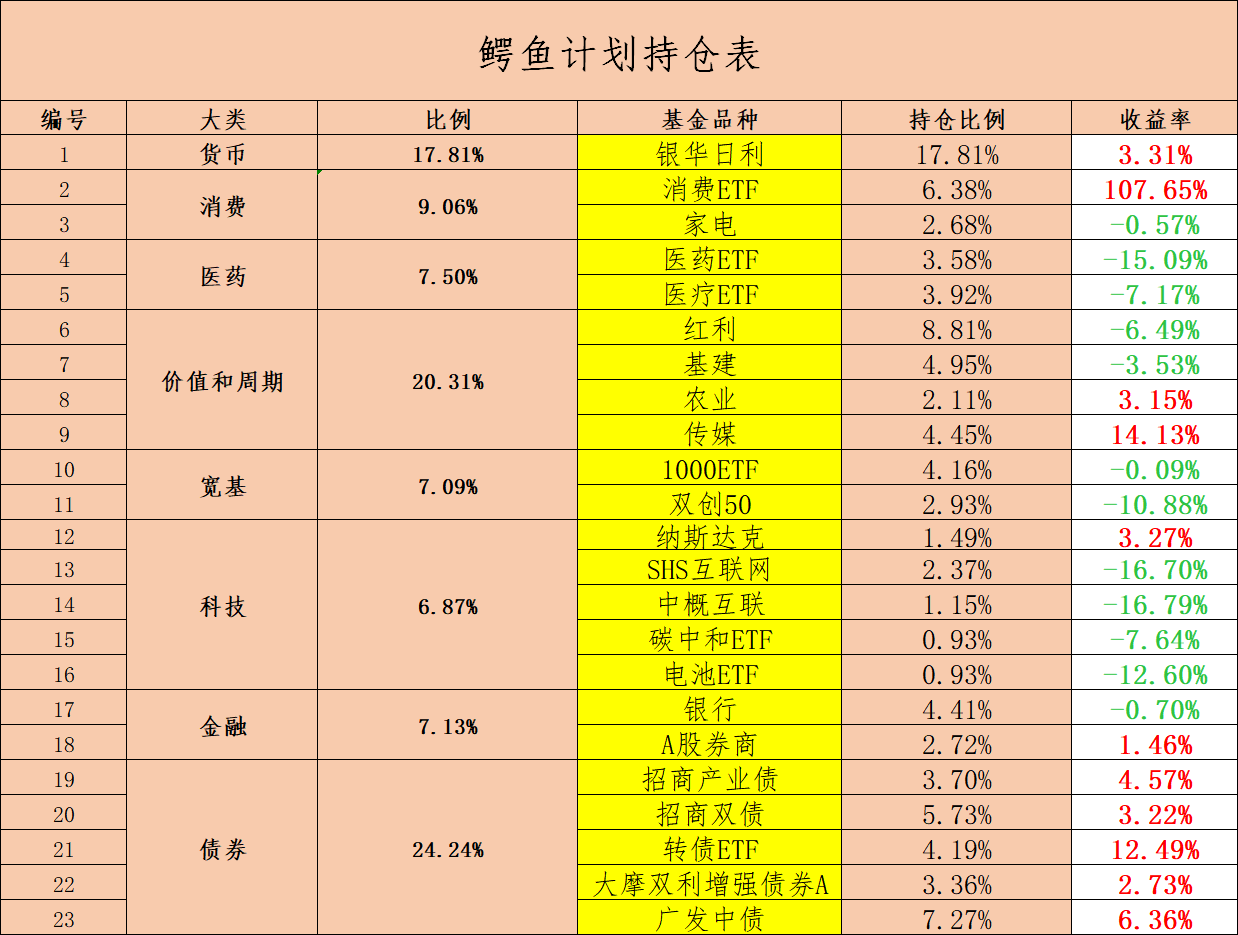 鳄鱼计划持仓表
编号 大类 比例 基金品种 持仓比例 收益率
1 货币 17.81% 银华日利 17.81% 3.31%
2 消费 9.06% 消费ETF 6.38% 107.65%
3 家电 2.68% -0.57%
4 医药 7.50% 医药ETF 3.58% -15.09%
5 医疗ETF 3.92% -7.17%
6 价值和周期 20.31% 红利 8.81% -6.49%
7 基建 4.95% -3.53%
8 农业 2.11% 3.15%
9 传媒 4.45% 14.13%
10 宽基 7.09% 1000ETF 4.16% -0.09%
11 双创50 2.93% -10.88%
12 科技 6.87% 纳斯达克 1.49% 3.27%
13 SHS互联网 2.37% -16.70%
14 中概互联 1.15% -16.79%
15 碳中和ETF 0.93% -7.64%
16 电池ETF 0.93% -12.60%
17 金融 7.13% 银行 4.41% -0.70%
18 A股券商 2.72% 1.46%
19 债券 24.24% 招商产业债 3.70% 4.57%
20 招商双债 5.73% 3.22%
21 转债ETF 4.19% 12.49%
22 大摩双利增强债券A 3.36% 2.73%
23 广发中债 7.27% 6.36%